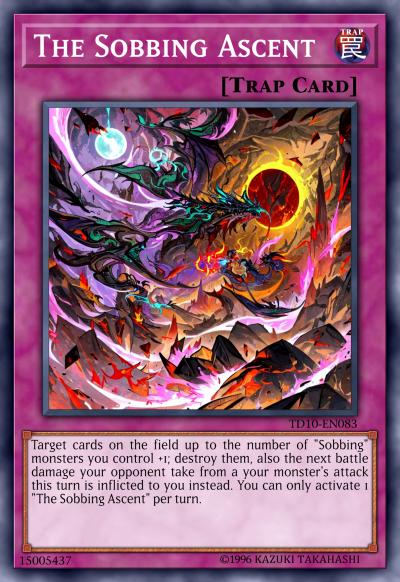 The Sobbing Ascent
TRAP
罠
[Trap Card]
TD10-EN083
Target cards on the field up to the number of "Sobbing"
monsters you control +1; destroy them, also the next battle
damage your opponent take from a your monster's attack
this turn is inflicted to you instead. You can only activate 1
"The Sobbing Ascent" per turn.
15005437
©1996 KAZUKI TAKAHASHI